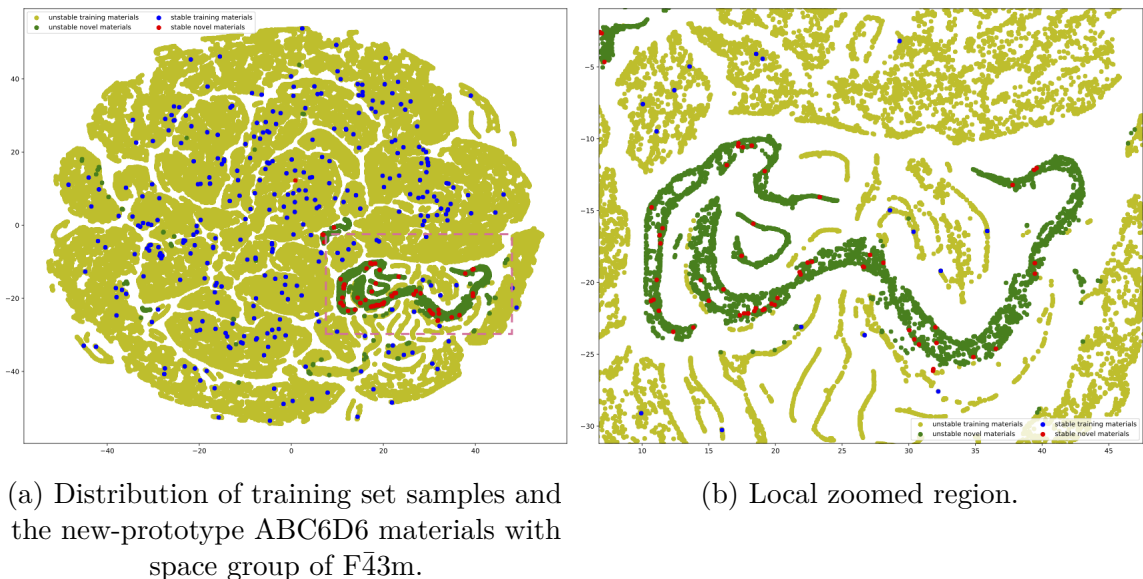 unstable training materials stable training materials
unstable novel materials stable novel materials
40
20
0
−20
−40
−40 −20 0 20 40
−5
−10
−15
−20
−25
−30
10 15 20 25 30 35 40 45
unstable training materials stable training materials
unstable novel materials stable novel materials
(a) Distribution of training set samples and
the new-prototype ABC6D6 materials with
space group of F4̄3m.
(b) Local zoomed region.